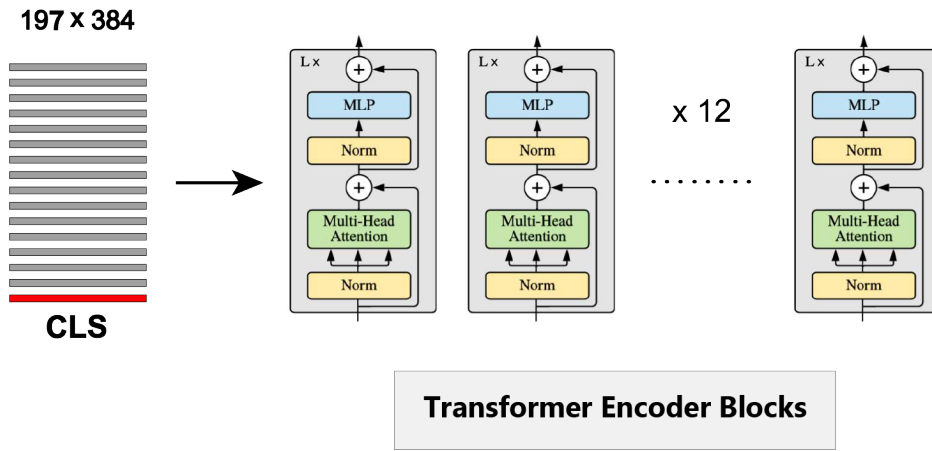 197 x 384
CLS
L ×
+
MLP
Norm
+
Multi-Head
Attention
Norm
L ×
+
MLP
Norm
+
Multi-Head
Attention
Norm
x 12
........
L ×
+
MLP
Norm
+
Multi-Head
Attention
Norm
Transformer Encoder Blocks